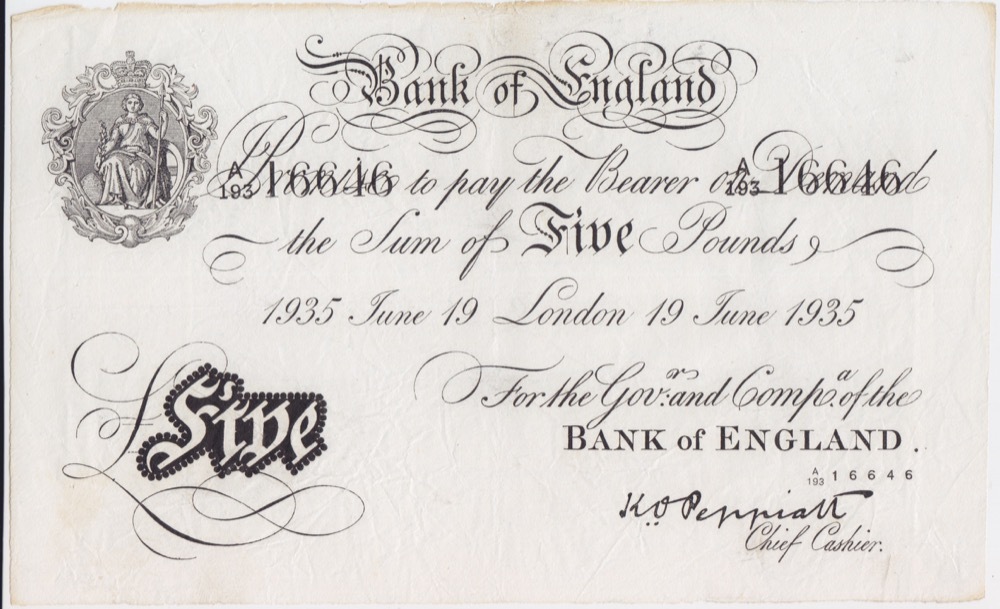 Bank of England
A/193 16646 to pay the Bearer on Demand A/193 16646
the Sum of Five Pounds
1935 June 19 London 19 June 1935
For the Gov.r and Comp.a of the
BANK of ENGLAND.
£Five
A/193 16646
K.O. Peppiatt
Chief Cashier.